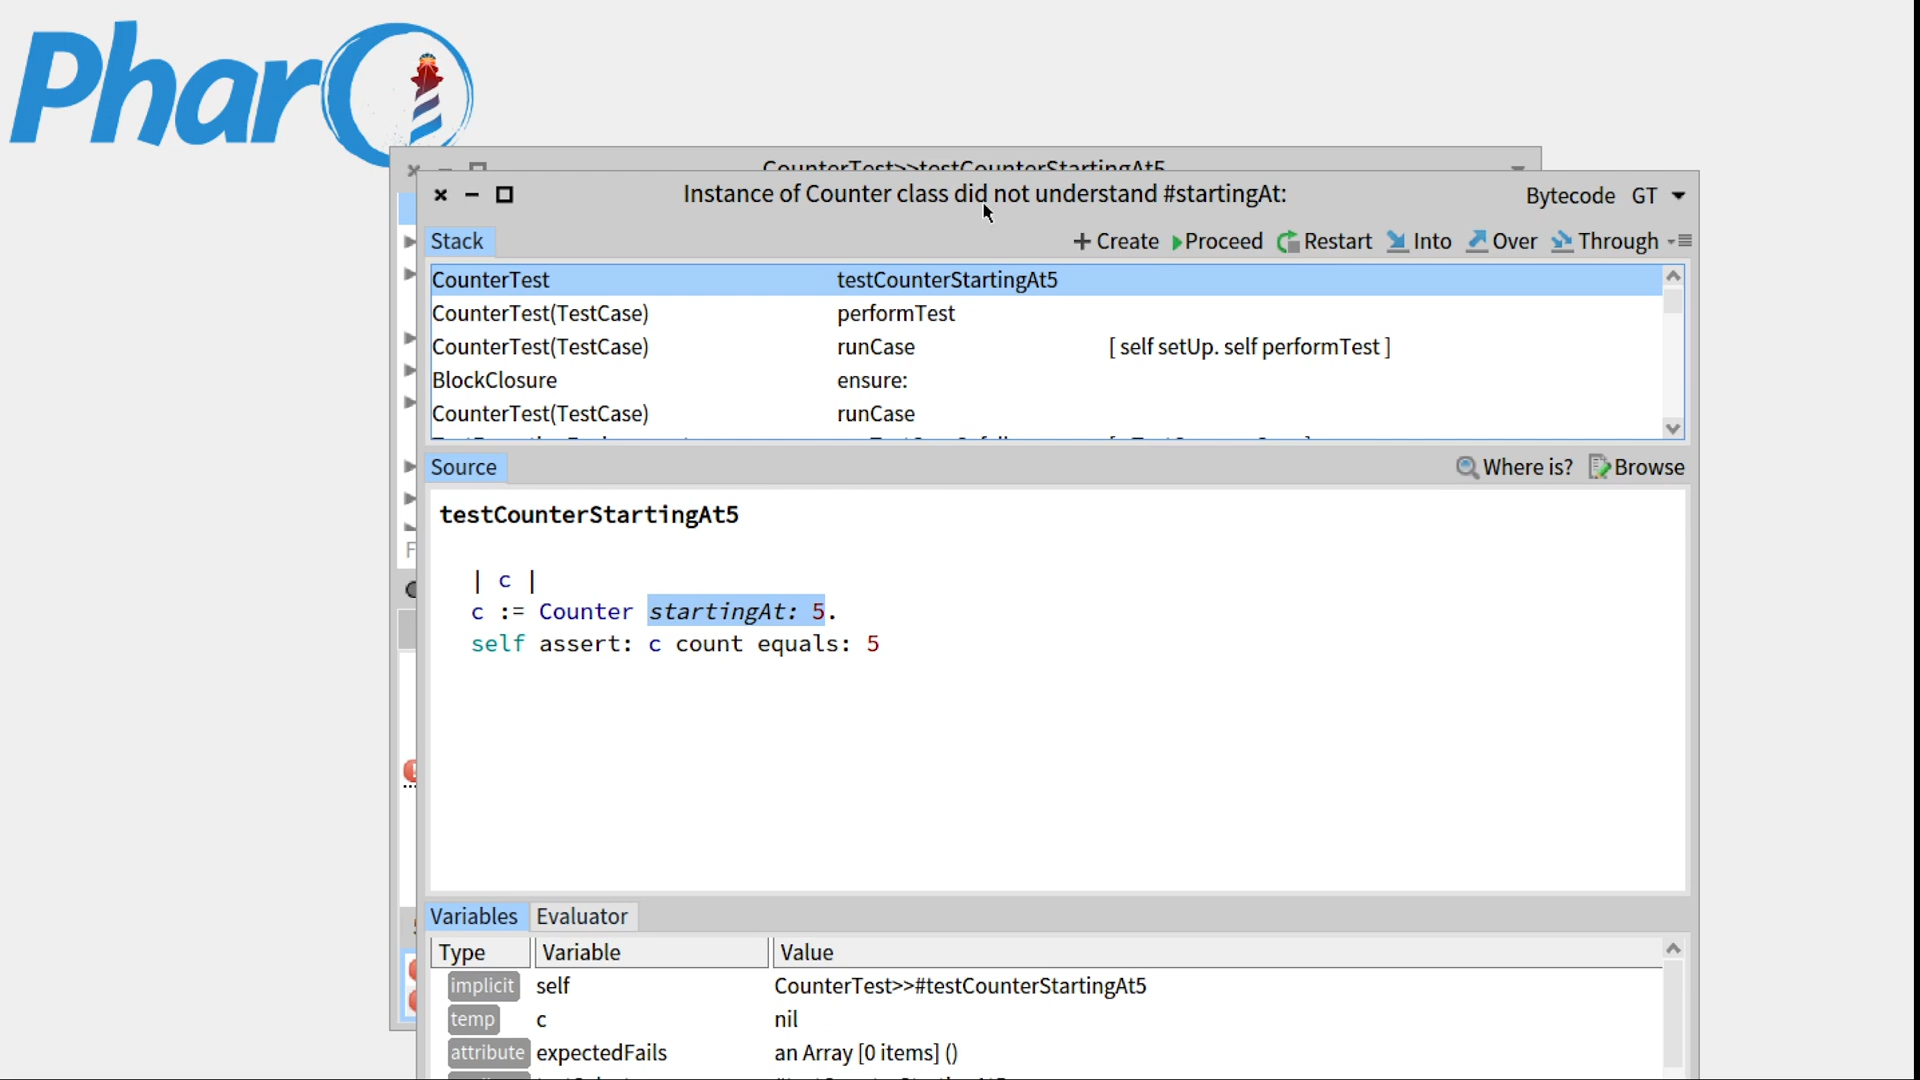 Pharo
CounterTest>>testCounterStartingAt5
Instance of Counter class did not understand #startingAt:
Bytecode GT
Stack
Create Proceed Restart Into Over Through
CounterTest testCounterStartingAt5
CounterTest(TestCase) performTest
CounterTest(TestCase) runCase [ self setUp. self performTest ]
BlockClosure ensure:
CounterTest(TestCase) runCase
Source
Where is? Browse
testCounterStartingAt5
| c |
c := Counter startingAt: 5.
self assert: c count equals: 5
Variables Evaluator
Type Variable Value
implicit self CounterTest>>#testCounterStartingAt5
temp c nil
attribute expectedFails an Array [0 items] ()